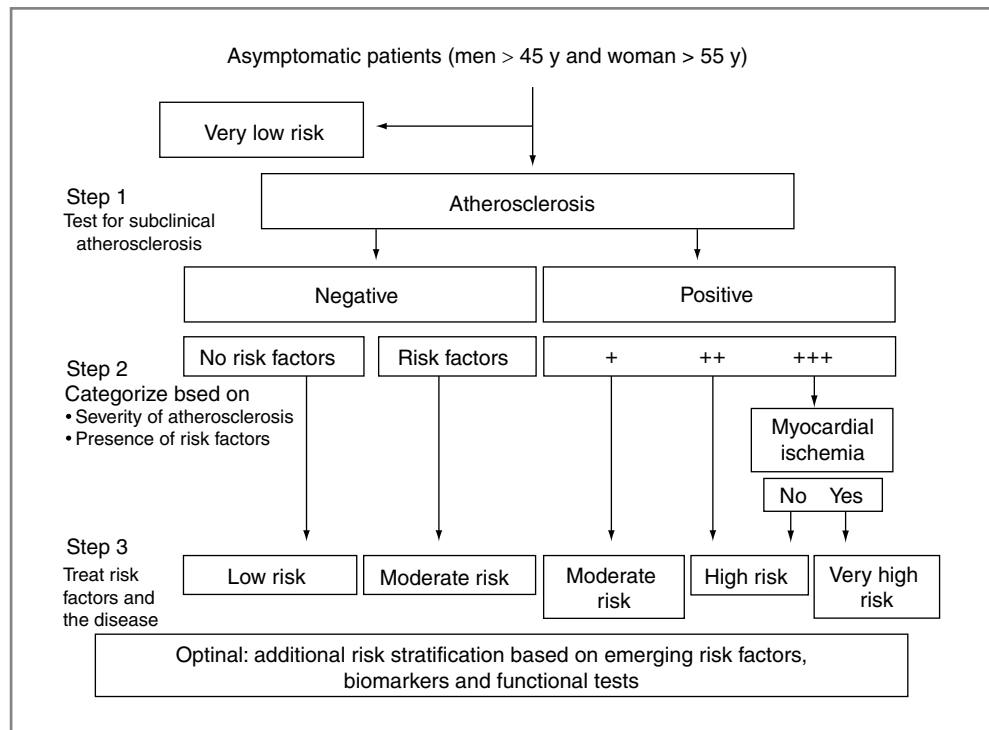 Asymptomatic patients (men > 45 y and woman > 55 y)
Very low risk
Step 1
Test for subclinical
atherosclerosis
Atherosclerosis
Negative
Positive
No risk factors
Risk factors
+ ++ +++
Step 2
Categorize bsed on
• Severity of atherosclerosis
• Presence of risk factors
Myocardial
ischemia
No Yes
Step 3
Treat risk
factors and
the disease
Low risk
Moderate risk
Moderate
risk
High risk
Very high
risk
Optinal: additional risk stratification based on emerging risk factors,
biomarkers and functional tests